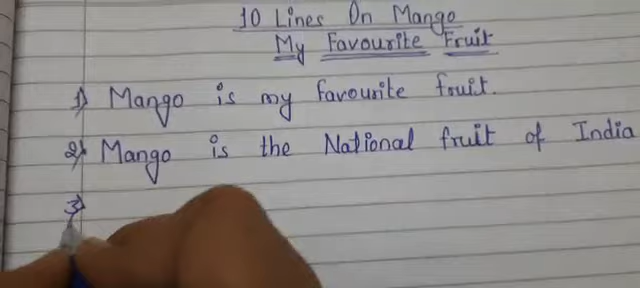 10 Lines On Mango
My Favourite Fruit
1) Mango is my favourite fruit.
2) Mango is the National fruit of India
3)